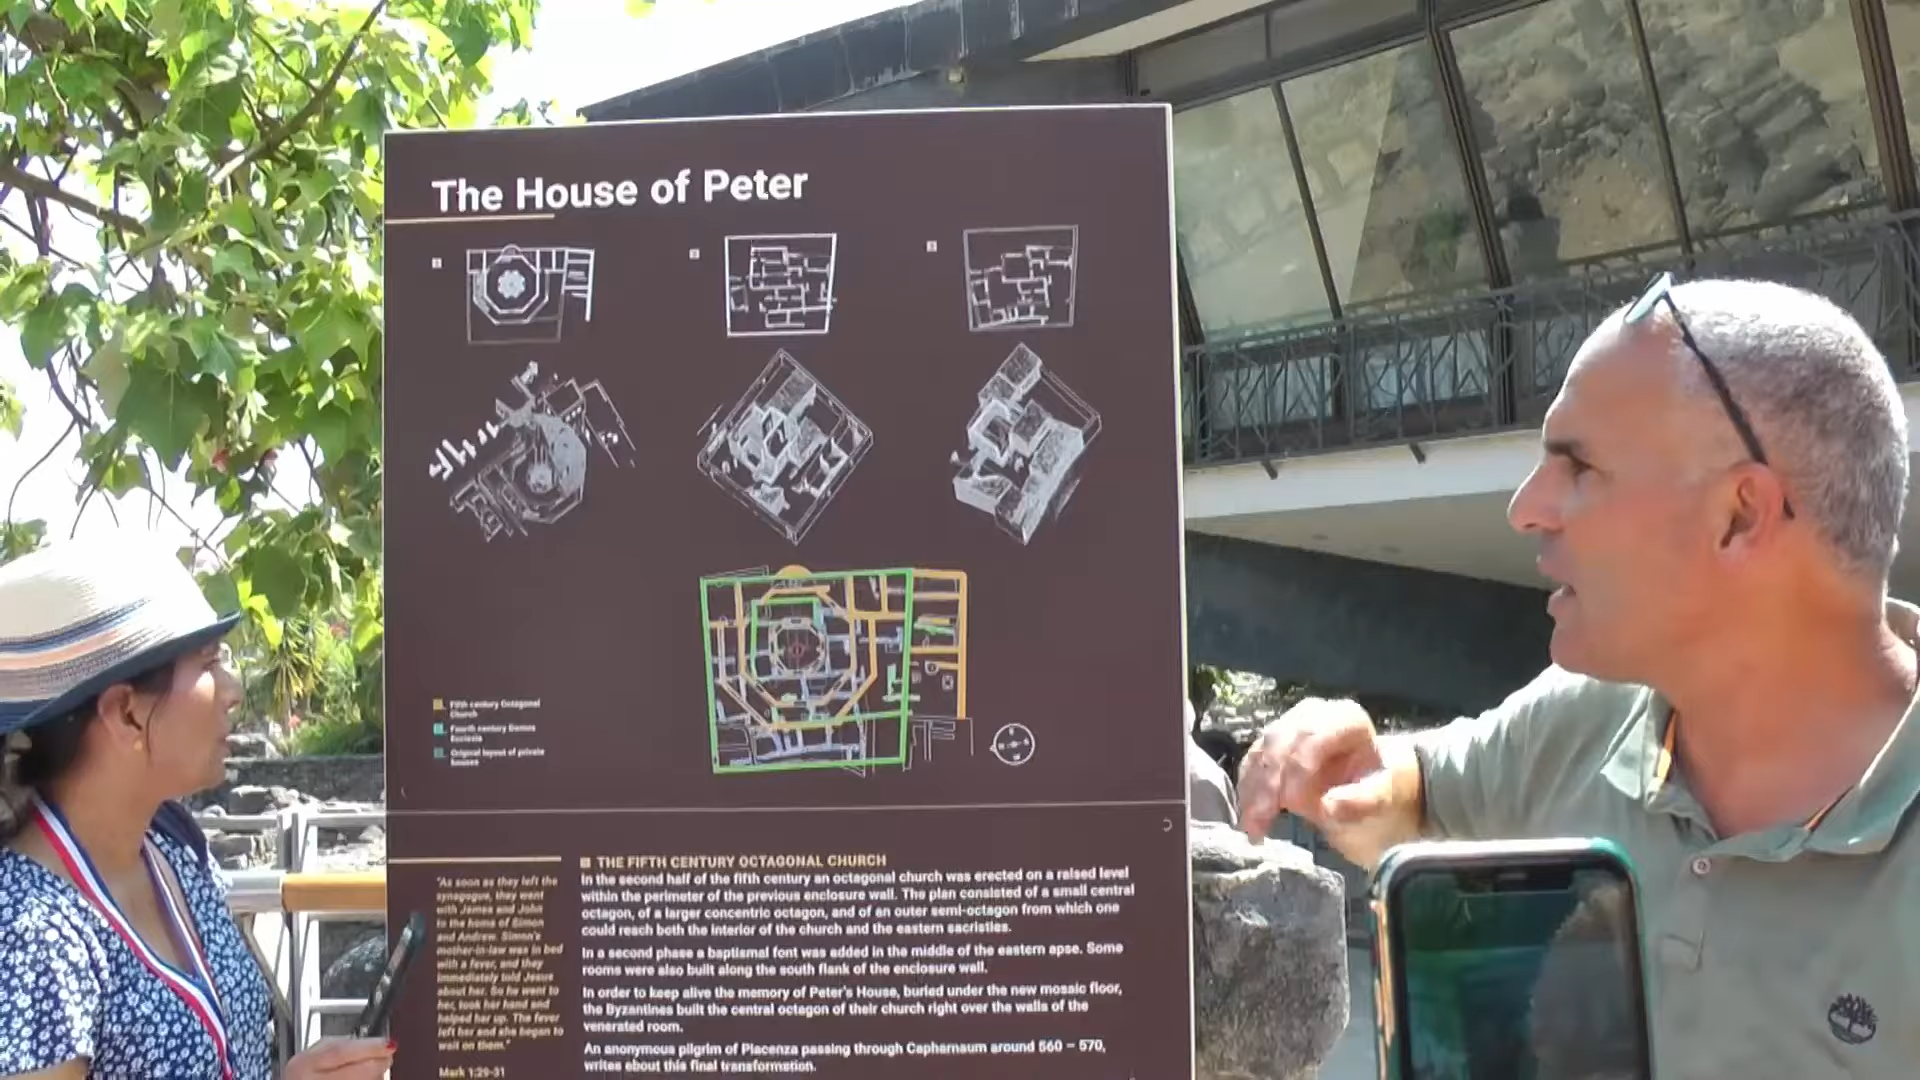 The House of Peter
Fifth century Octagonal
Church
Fourth century Domus
Ecclesia
Original layout of private
houses
"As soon as they left the
synagogue, they went
with James and John
to the home of Simon
and Andrew. Simon's
mother-in-law was in bed
with a fever, and they
immediately told Jesus
about her. So he went to
her, took her hand and
helped her up. The fever
left her and she began to
wait on them."
Mark 1:29-31
THE FIFTH CENTURY OCTAGONAL CHURCH
In the second half of the fifth century an octagonal church was erected on a raised level
within the perimeter of the previous enclosure wall. The plan consisted of a small central
octagon, of a larger concentric octagon, and of an outer semi-octagon from which one
could reach both the interior of the church and the eastern sacristies.
In a second phase a baptismal font was added in the middle of the eastern apse. Some
rooms were also built along the south flank of the enclosure wall.
In order to keep alive the memory of Peter's House, buried under the new mosaic floor,
the Byzantines built the central octagon of their church right over the walls of the
venerated room.
An anonymous pilgrim of Piacenza passing through Capharnaum around 560 – 570,
writes about this final transformation.